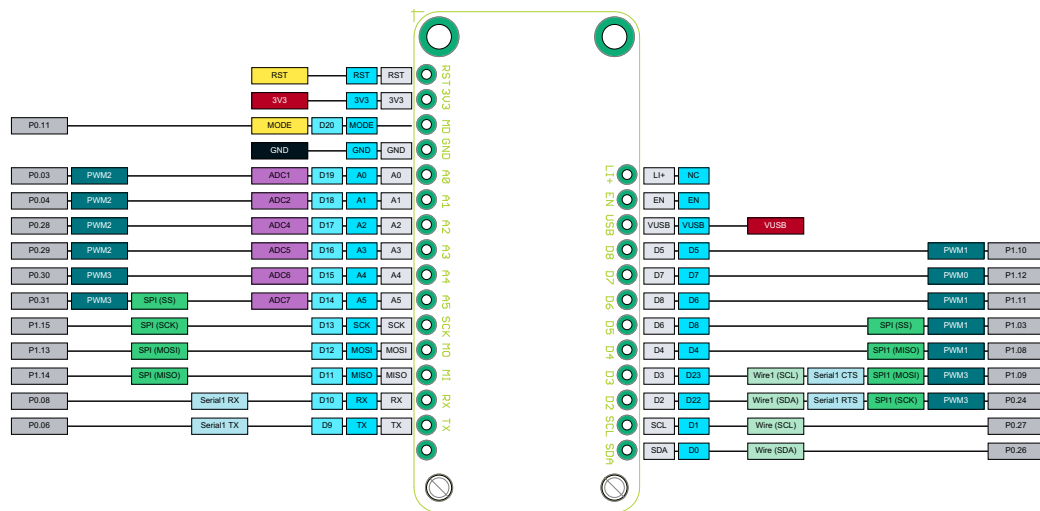 RST RST RST RST
3V3 3V3 3V3 3V3
P0.11 MODE D20 MODE MD
GND GND GND GND
P0.03 PWM2 ADC1 D19 A0 A0 A0 LI+ LI+ NC
P0.04 PWM2 ADC2 D18 A1 A1 A1 EN EN EN
P0.28 PWM2 ADC4 D17 A2 A2 A2 USB VUSB VUSB VUSB
P0.29 PWM2 ADC5 D16 A3 A3 A3 D8 D5 D5 PWM1 P1.10
P0.30 PWM3 ADC6 D15 A4 A4 A4 D7 D7 D7 PWM0 P1.12
P0.31 PWM3 SPI (SS) ADC7 D14 A5 A5 A5 D6 D8 D6 PWM1 P1.11
P1.15 SPI (SCK) D13 SCK SCK SCK D5 D6 D8 SPI (SS) PWM1 P1.03
P1.13 SPI (MOSI) D12 MOSI MOSI MO D4 D4 D4 SPI1 (MISO) PWM1 P1.08
P1.14 SPI (MISO) D11 MISO MISO MI D3 D3 D23 Wire1 (SCL) Serial1 CTS SPI1 (MOSI) PWM3 P1.09
P0.08 Serial1 RX D10 RX RX RX D2 D2 D22 Wire1 (SDA) Serial1 RTS SPI1 (SCK) PWM3 P0.24
P0.06 Serial1 TX D9 TX TX TX SCL SCL D1 Wire (SCL) P0.27
SDA SDA D0 Wire (SDA) P0.26